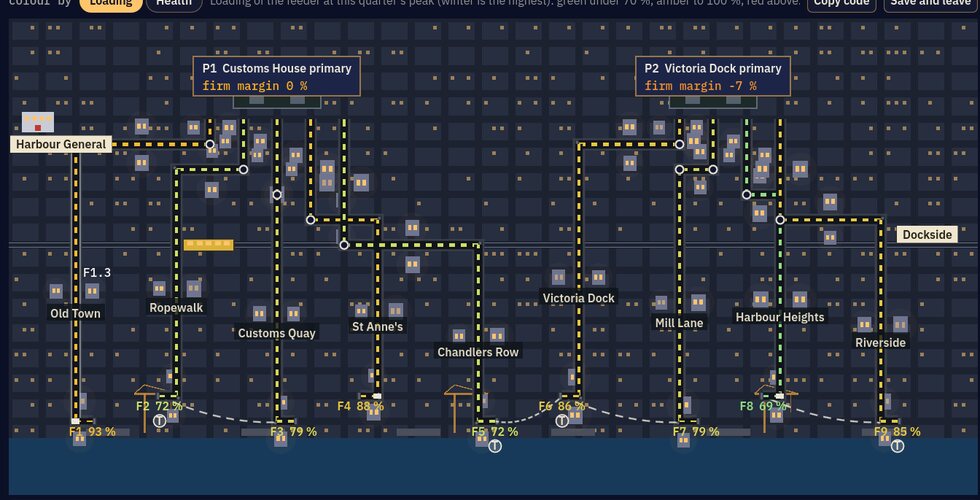 colour by Loading Health Loading of the feeder at this quarter's peak (winter is the highest): green under 70 %, amber to 100 %, red above. Copy code Save and leave
P1 Customs House primary
firm margin 0 %
P2 Victoria Dock primary
firm margin -7 %
Harbour General
Dockside
F1.3
Old Town
Ropewalk
Customs Quay
St Anne's
Chandlers Row
Victoria Dock
Mill Lane
Harbour Heights
Riverside
F1 93 %
F2 72 %
F3 79 %
F4 88 %
F5 72 %
F6 86 %
F7 79 %
F8 69 %
F9 85 %
T
T
T
T